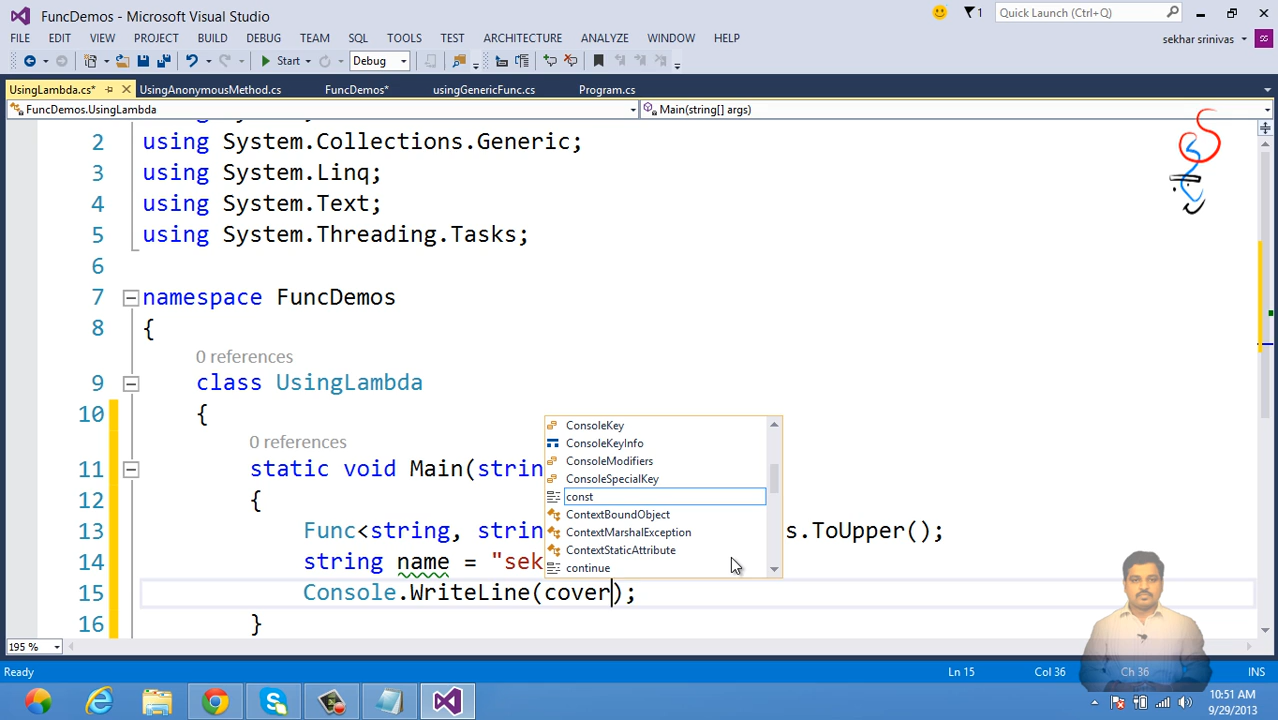 FuncDemos - Microsoft Visual Studio
1
Quick Launch (Ctrl+Q)
FILE EDIT VIEW PROJECT BUILD DEBUG TEAM SQL TOOLS TEST ARCHITECTURE ANALYZE WINDOW HELP
sekhar srinivas
SS
Start
Debug
UsingLambda.cs* UsingAnonymousMethod.cs FuncDemos* usingGenericFunc.cs Program.cs
FuncDemos.UsingLambda Main(string[] args)
2 using System.Collections.Generic;
3 using System.Linq;
4 using System.Text;
5 using System.Threading.Tasks;
6
7 namespace FuncDemos
8 {
0 references
9 class UsingLambda
10 {
0 references
11 static void Main(strin
12 {
13 Func<string, strin s.ToUpper();
14 string name = "sek
15 Console.WriteLine(cover);
16 }
ConsoleKey
ConsoleKeyInfo
ConsoleModifiers
ConsoleSpecialKey
const
ContextBoundObject
ContextMarshalException
ContextStaticAttribute
continue
195 %
Ready Ln 15 Col 36 Ch 36 INS
10:51 AM
9/29/2013